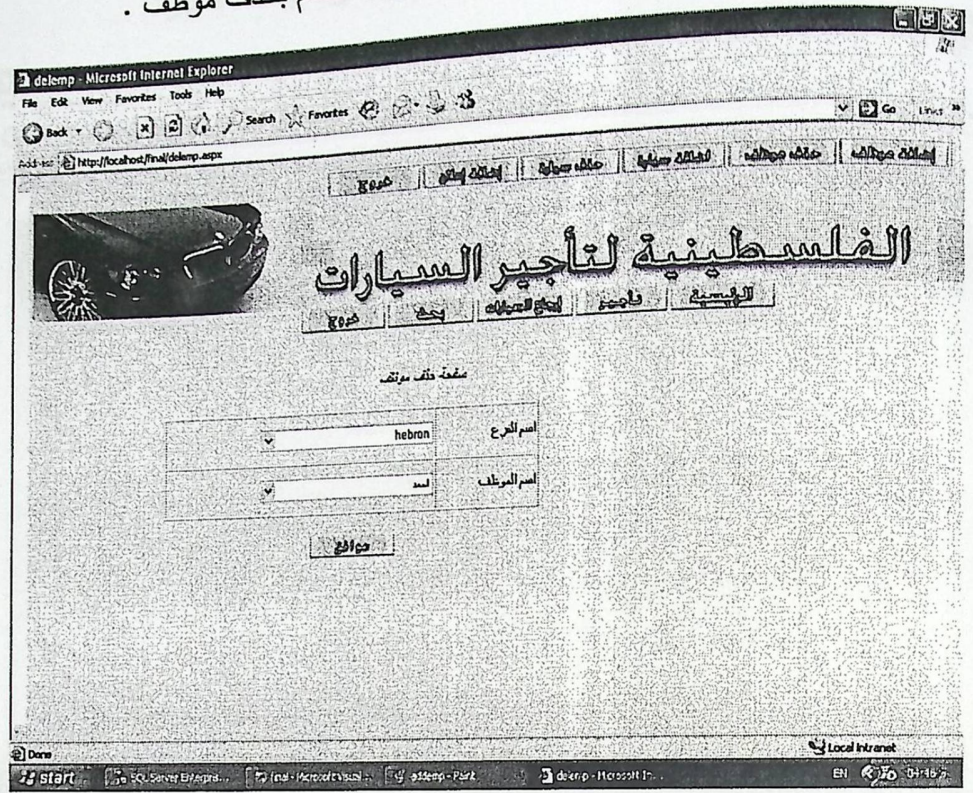 بحذف موظف .
delemp - Microsoft Internet Explorer
File Edit View Favorites Tools Help
Back Search Favorites
Address http://localhost/final/delemp.aspx Go Links »
إضافة موظف حذف موظف اضافة سيارة حذف سيارة إضافة إعلان خروج
الفلسطينية لتأجير السيارات
الرئيسية تاجير إرجاع السيارات بحث خروج
صفحة حذف موظف
اسم الفرع hebron
اسم الموظف احمد
موافق
Done Local intranet
start SQL Server Enterpris... final - Microsoft Visual... addemp - Paint delemp - Microsoft In... EN